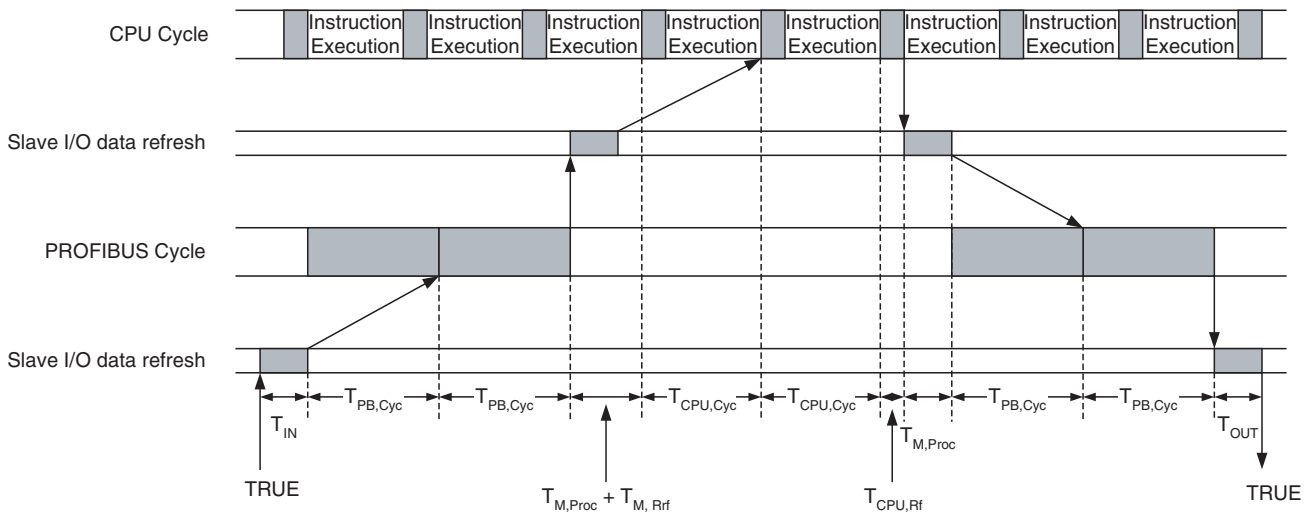 CPU Cycle
Instruction Execution
Instruction Execution
Instruction Execution
Instruction Execution
Instruction Execution
Instruction Execution
Instruction Execution
Instruction Execution
Slave I/O data refresh
PROFIBUS Cycle
Slave I/O data refresh
T_IN
T_PB,Cyc
T_PB,Cyc
T_M,Proc + T_M, Rrf
T_CPU,Cyc
T_CPU,Cyc
T_CPU,Rf
T_M,Proc
T_PB,Cyc
T_PB,Cyc
T_OUT
TRUE
TRUE